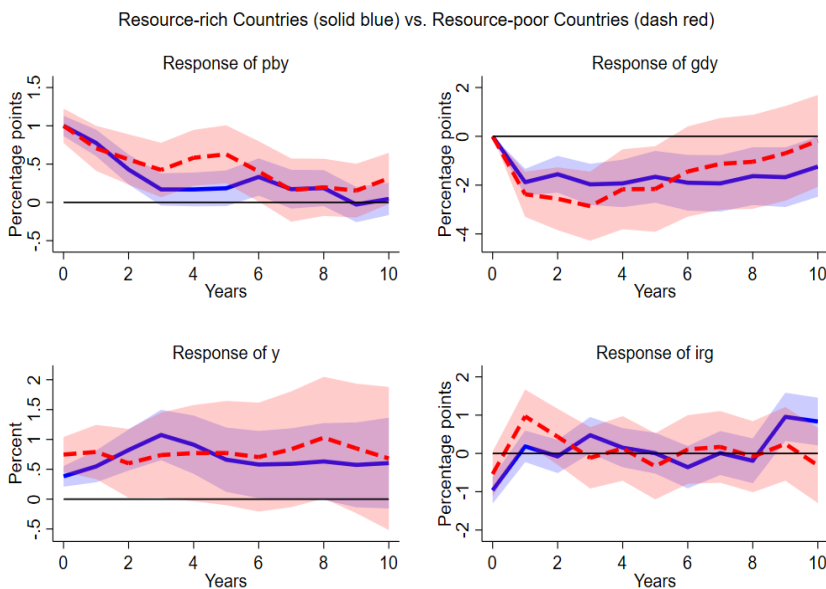 Resource-rich Countries (solid blue) vs. Resource-poor Countries (dash red)
Response of pby
Percentage points
1.5
1
.5
0
-.5
0 2 4 6 8 10
Years
Response of gdy
Percentage points
2
0
-2
-4
0 2 4 6 8 10
Years
Response of y
Percent
2
1.5
1
.5
0
-.5
0 2 4 6 8 10
Years
Response of irg
Percentage points
2
1
0
-1
-2
0 2 4 6 8 10
Years